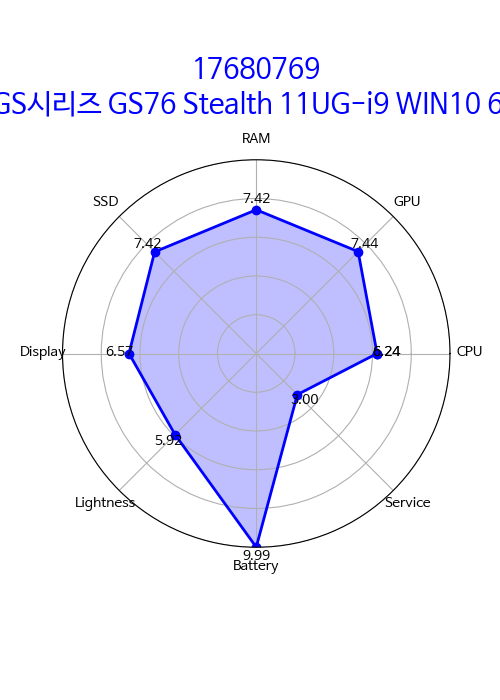 17680769
GS시리즈 GS76 Stealth 11UG-i9 WIN10 6
RAM
SSD
7.42
GPU
7.42
7.44
Display
6.57
6.24
CPU
5.92
3.00
Lightness
Service
9.99
Battery